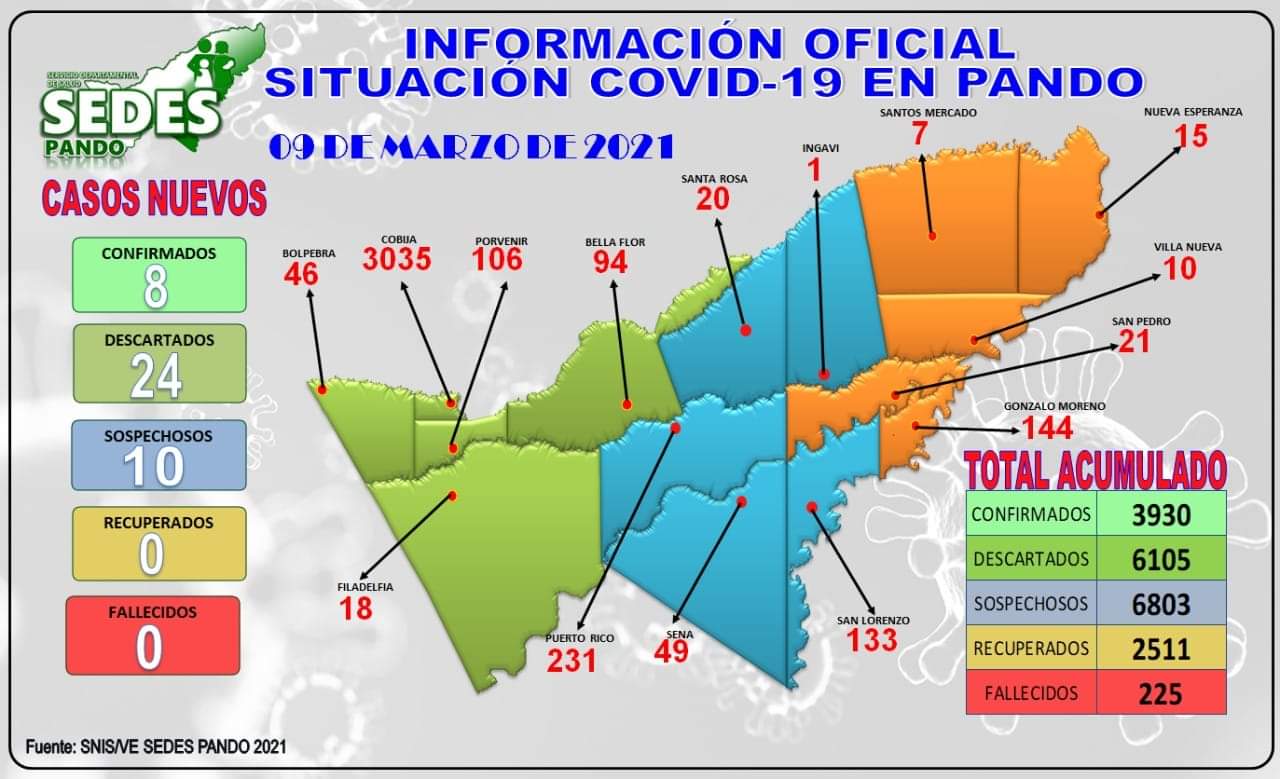 SERVICIO DEPARTAMENTAL
DE SALUD
SEDES
PANDO
INFORMACIÓN OFICIAL
SITUACIÓN COVID-19 EN PANDO
09 DE MARZO DE 2021
CASOS NUEVOS
CONFIRMADOS
8
DESCARTADOS
24
SOSPECHOSOS
10
RECUPERADOS
0
FALLECIDOS
0
BOLPEBRA
46
COBIJA
3035
PORVENIR
106
BELLA FLOR
94
SANTA ROSA
20
INGAVI
1
SANTOS MERCADO
7
NUEVA ESPERANZA
15
VILLA NUEVA
10
SAN PEDRO
21
GONZALO MORENO
144
FILADELFIA
18
PUERTO RICO
231
SENA
49
SAN LORENZO
133
TOTAL ACUMULADO
CONFIRMADOS 3930
DESCARTADOS 6105
SOSPECHOSOS 6803
RECUPERADOS 2511
FALLECIDOS 225
Fuente: SNIS/VE SEDES PANDO 2021